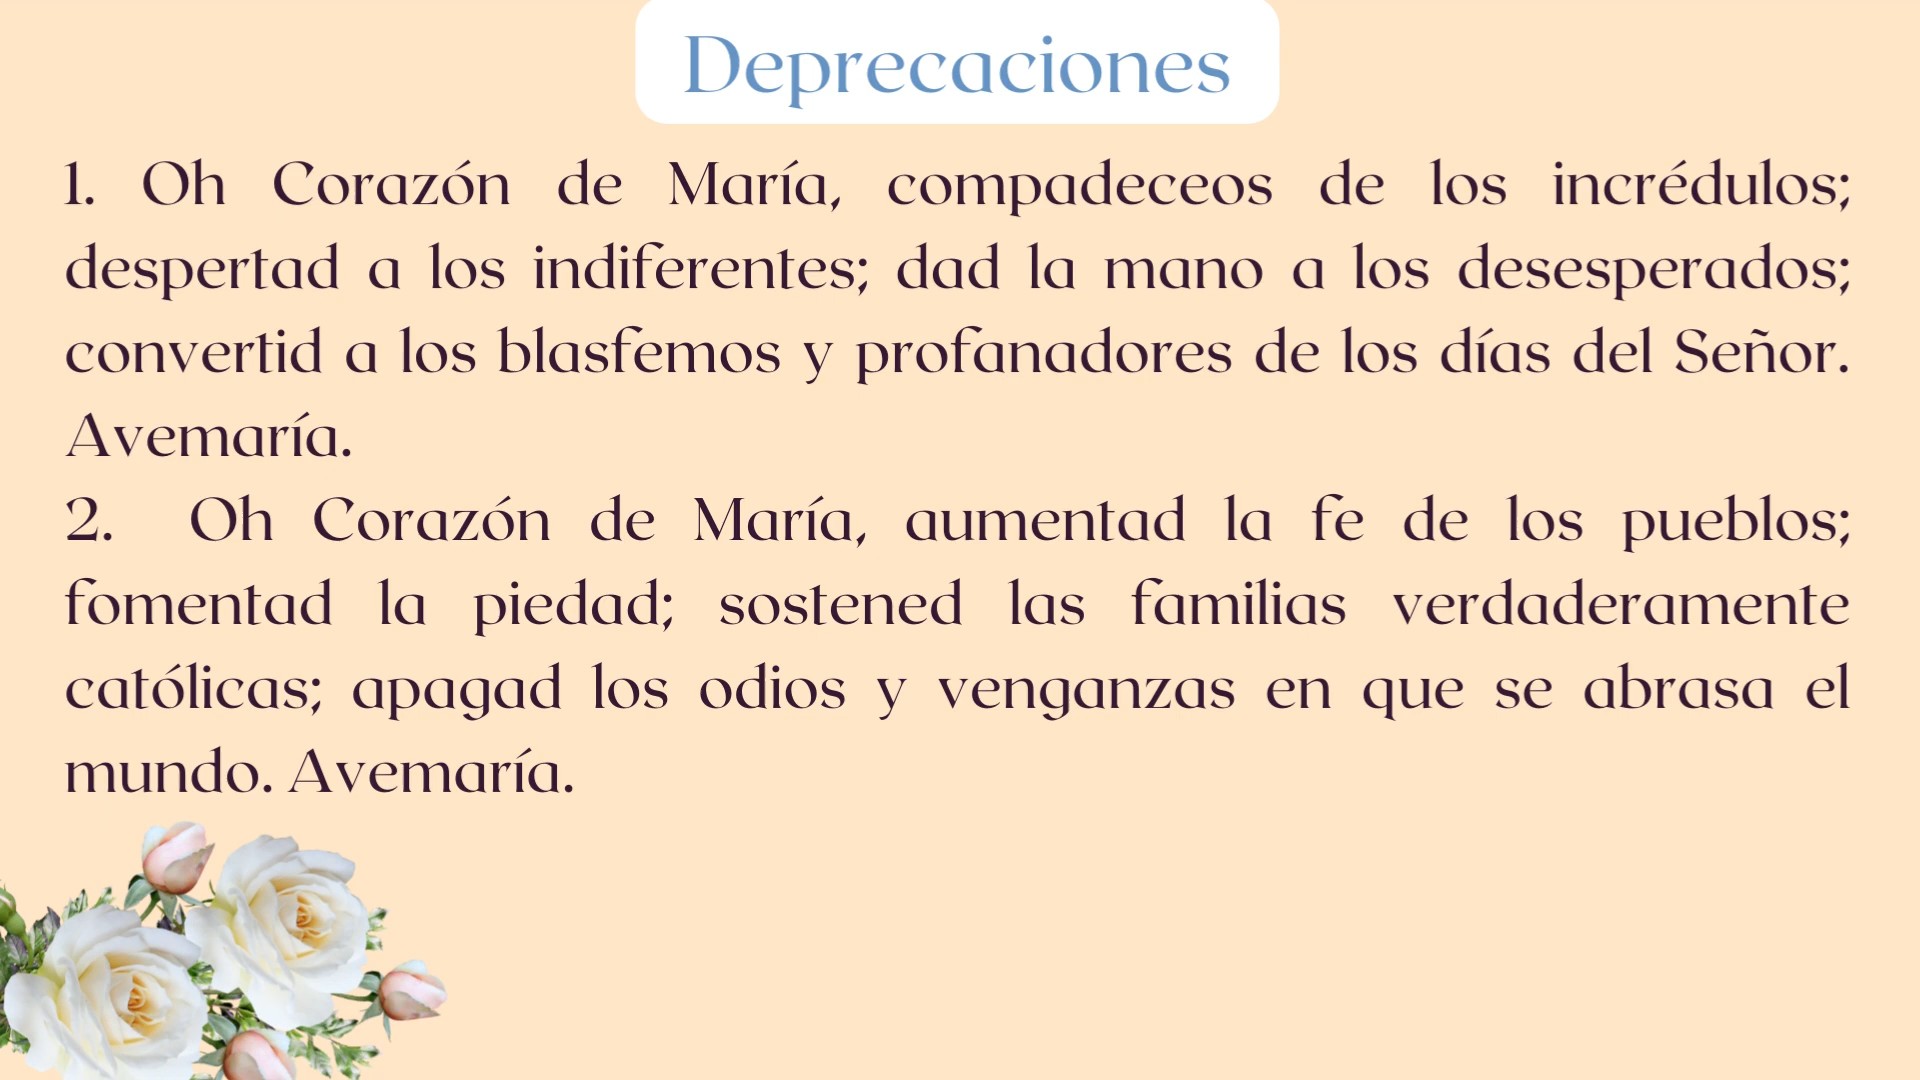 Deprecaciones
1. Oh Corazón de María, compadeceos de los incrédulos;
despertad a los indiferentes; dad la mano a los desesperados;
convertid a los blasfemos y profanadores de los días del Señor.
Avemaría.
2. Oh Corazón de María, aumentad la fe de los pueblos;
fomentad la piedad; sostened las familias verdaderamente
católicas; apagad los odios y venganzas en que se abrasa el
mundo. Avemaría.